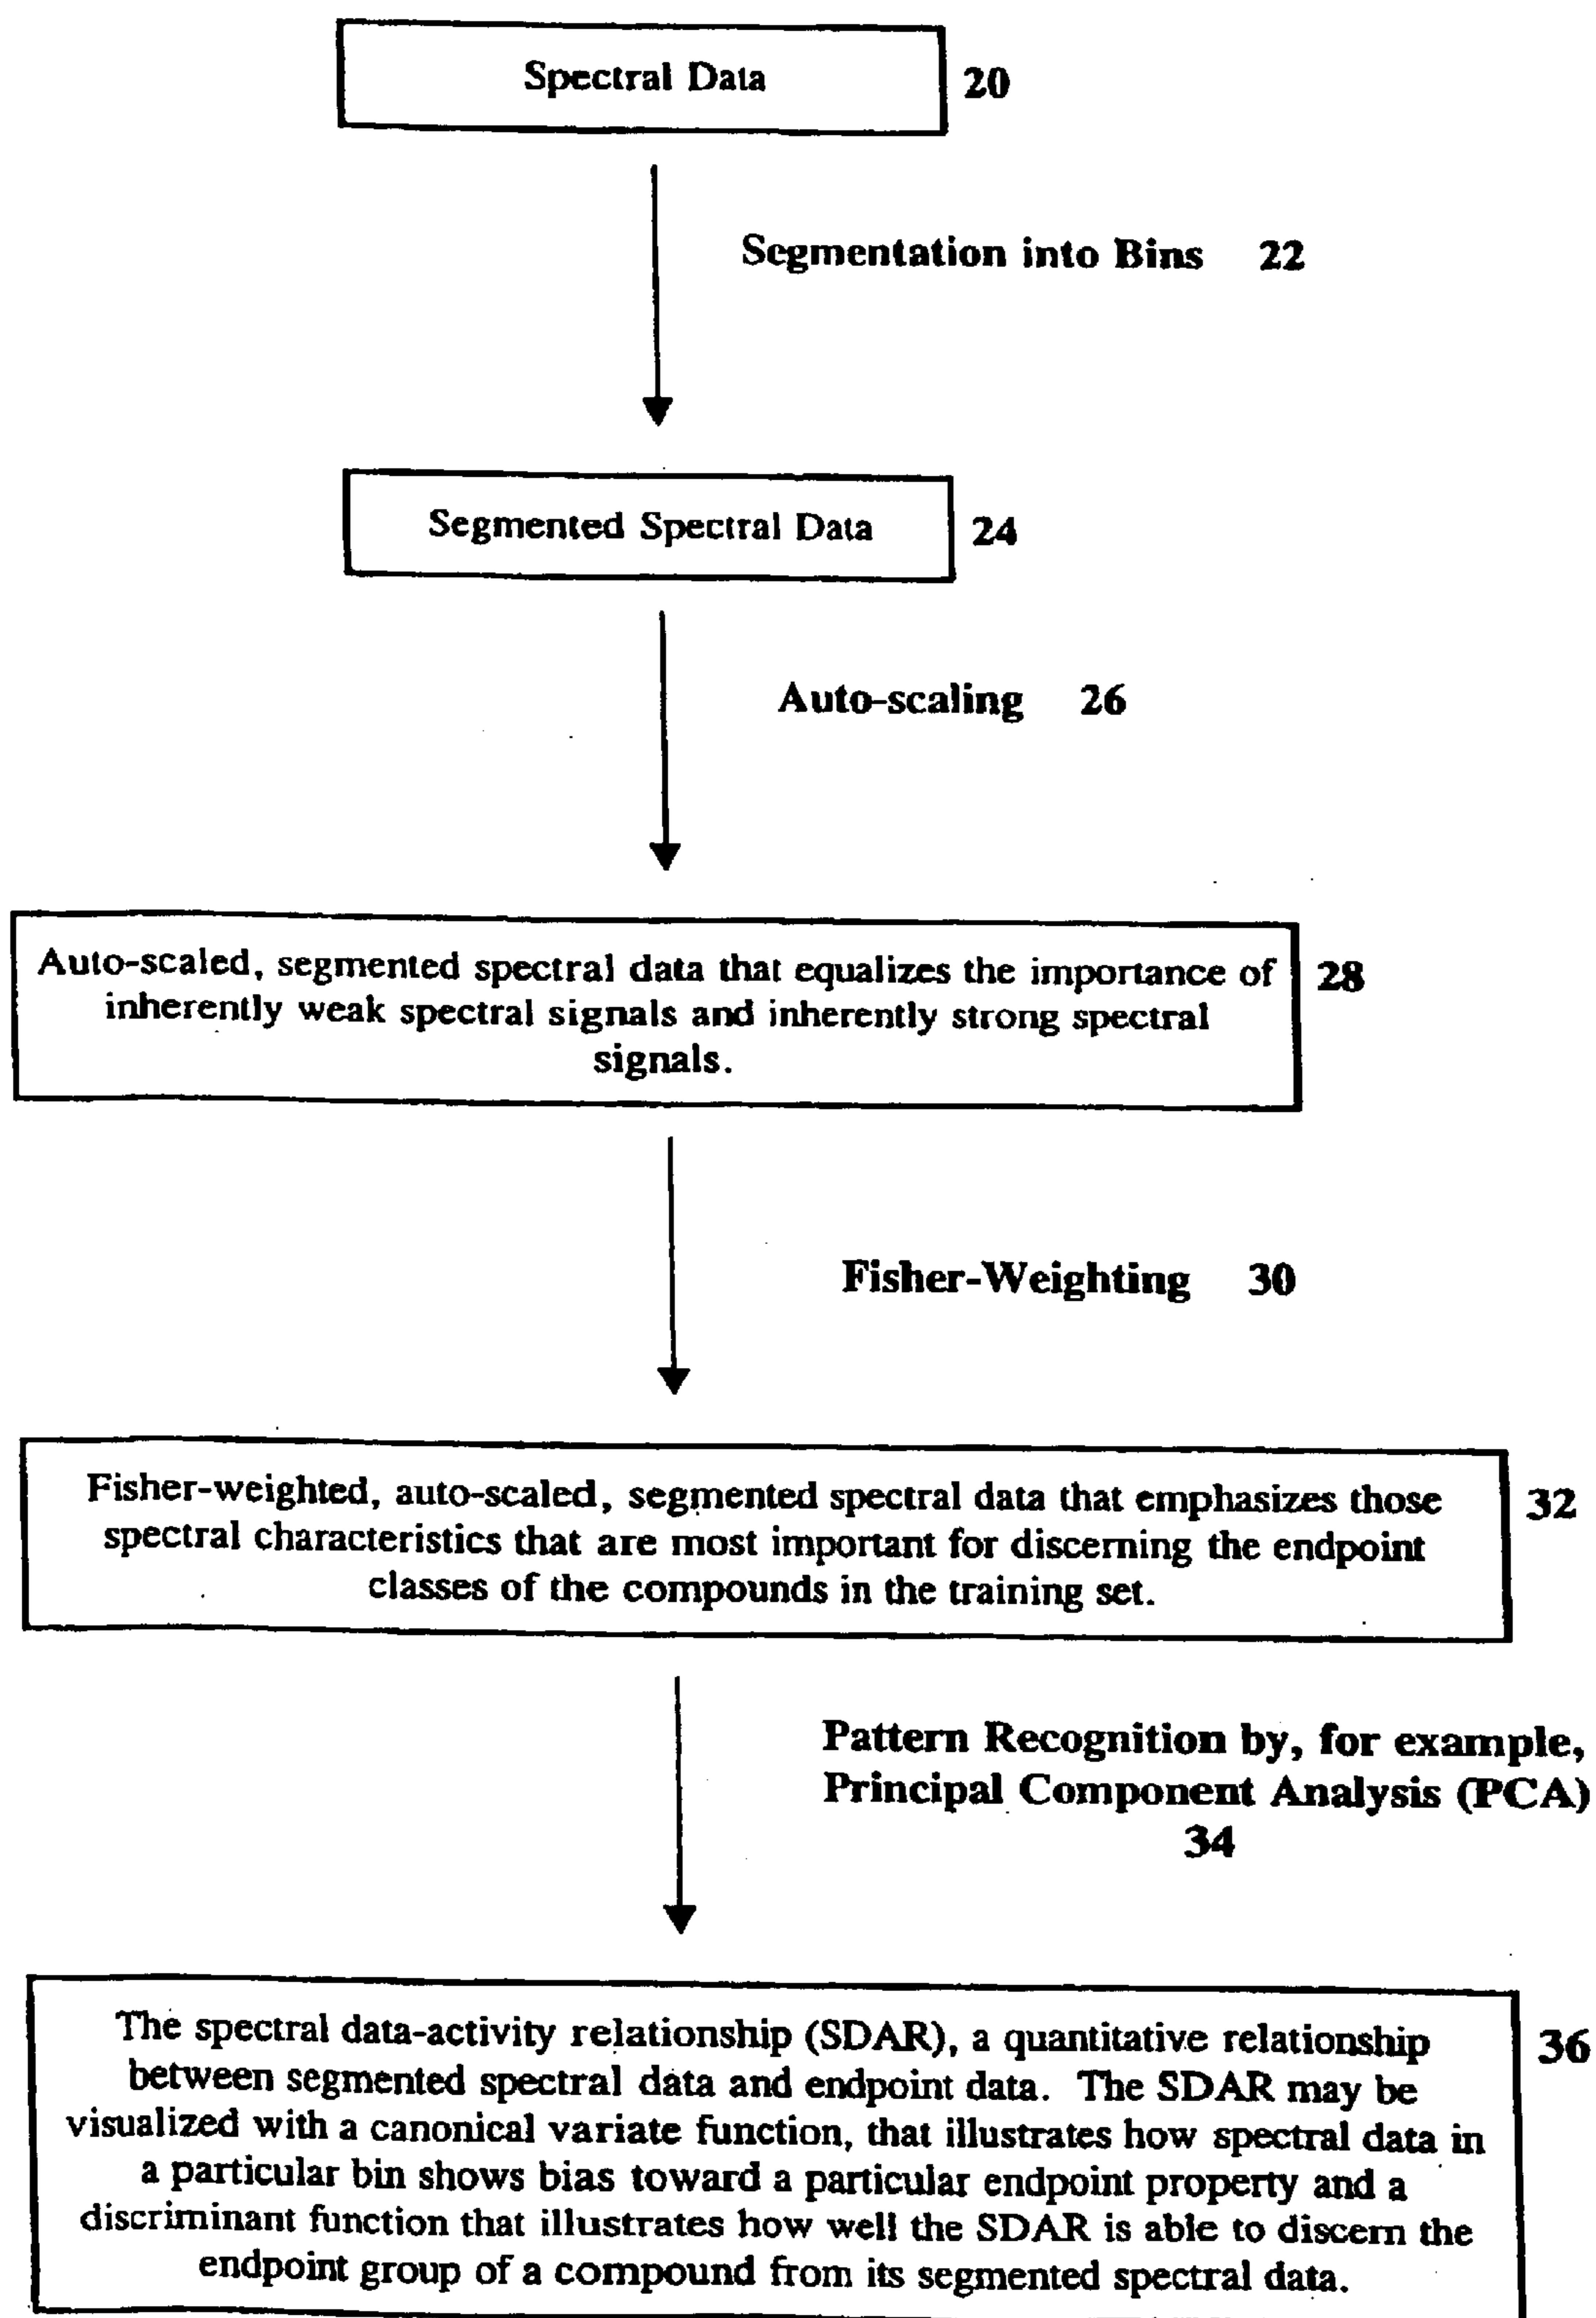 Spectral Data 20
Segmentation into Bins 22
Segmented Spectral Data 24
Auto-scaling 26
Auto-scaled, segmented spectral data that equalizes the importance of 28
inherently weak spectral signals and inherently strong spectral
signals.
Fisher-Weighting 30
Fisher-weighted, auto-scaled, segmented spectral data that emphasizes those 32
spectral characteristics that are most important for discerning the endpoint
classes of the compounds in the training set.
Pattern Recognition by, for example,
Principal Component Analysis (PCA)
34
The spectral data-activity relationship (SDAR), a quantitative relationship 36
between segmented spectral data and endpoint data. The SDAR may be
visualized with a canonical variate function, that illustrates how spectral data in
a particular bin shows bias toward a particular endpoint property and a
discriminant function that illustrates how well the SDAR is able to discern the
endpoint group of a compound from its segmented spectral data.